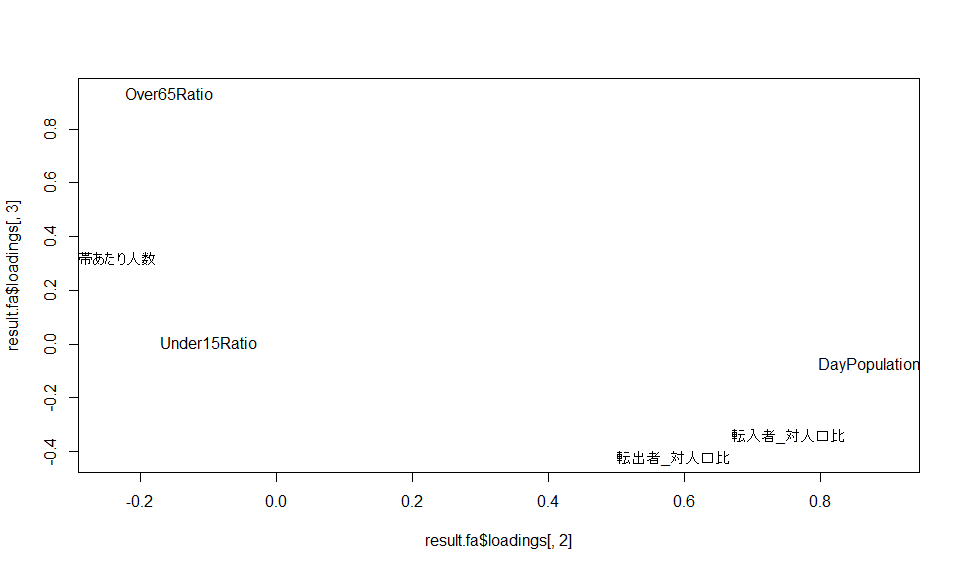 Over65Ratio
帯あたり人数
Under15Ratio
DayPopulation
転入者_対人口比
転出者_対人口比
0.8
0.6
0.4
0.2
0.0
-0.2
-0.4
result.fa$loadings[, 3]
-0.2 0.0 0.2 0.4 0.6 0.8
result.fa$loadings[, 2]